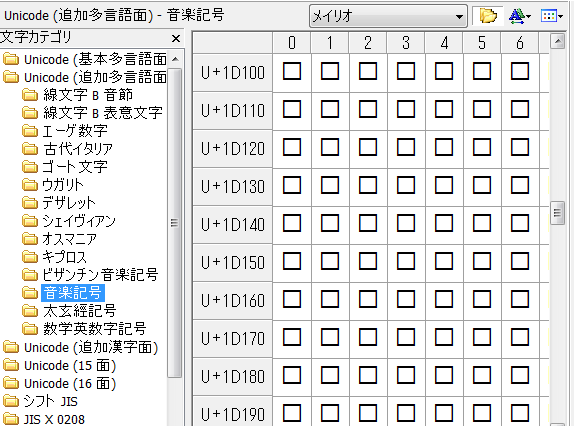 Unicode (追加多言語面) - 音楽記号
メイリオ
文字カテゴリ
Unicode (基本多言語面
Unicode (追加多言語面
線文字 B 音節
線文字 B 表意文字
エーゲ数字
古代イタリア
ゴート文字
ウガリト
デザレット
シェイヴィアン
オスマニア
キプロス
ビザンチン音楽記号
音楽記号
太玄経記号
数学英数字記号
Unicode (追加漢字面)
Unicode (15 面)
Unicode (16 面)
シフト JIS
JIS X 0208
0 1 2 3 4 5 6
U+1D100 □ □ □ □ □ □ □
U+1D110 □ □ □ □ □ □ □
U+1D120 □ □ □ □ □ □ □
U+1D130 □ □ □ □ □ □ □
U+1D140 □ □ □ □ □ □ □
U+1D150 □ □ □ □ □ □ □
U+1D160 □ □ □ □ □ □ □
U+1D170 □ □ □ □ □ □ □
U+1D180 □ □ □ □ □ □ □
U+1D190 □ □ □ □ □ □ □